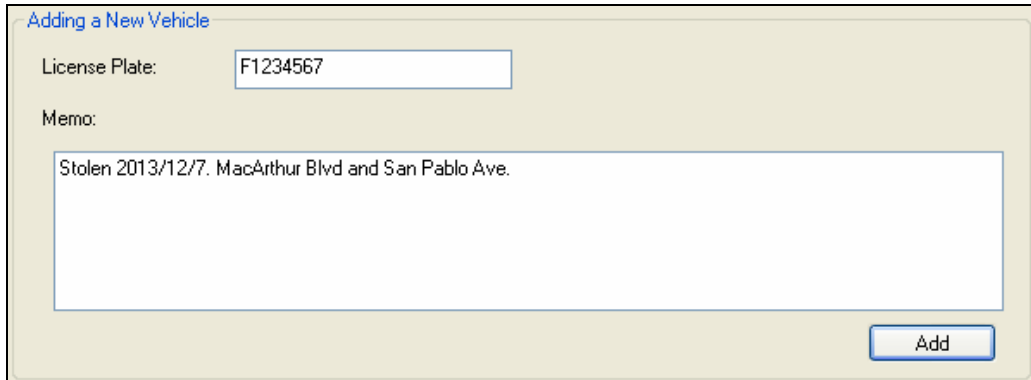 Adding a New Vehicle
License Plate: F1234567
Memo:
Stolen 2013/12/7. MacArthur Blvd and San Pablo Ave.
Add